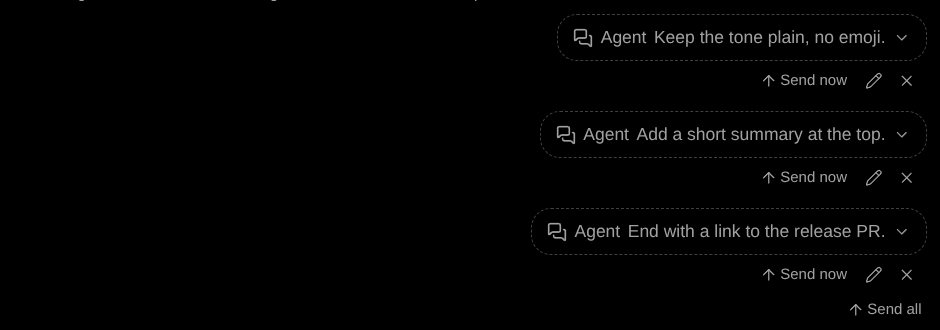 Agent Keep the tone plain, no emoji.
Send now
Agent Add a short summary at the top.
Send now
Agent End with a link to the release PR.
Send now
Send all